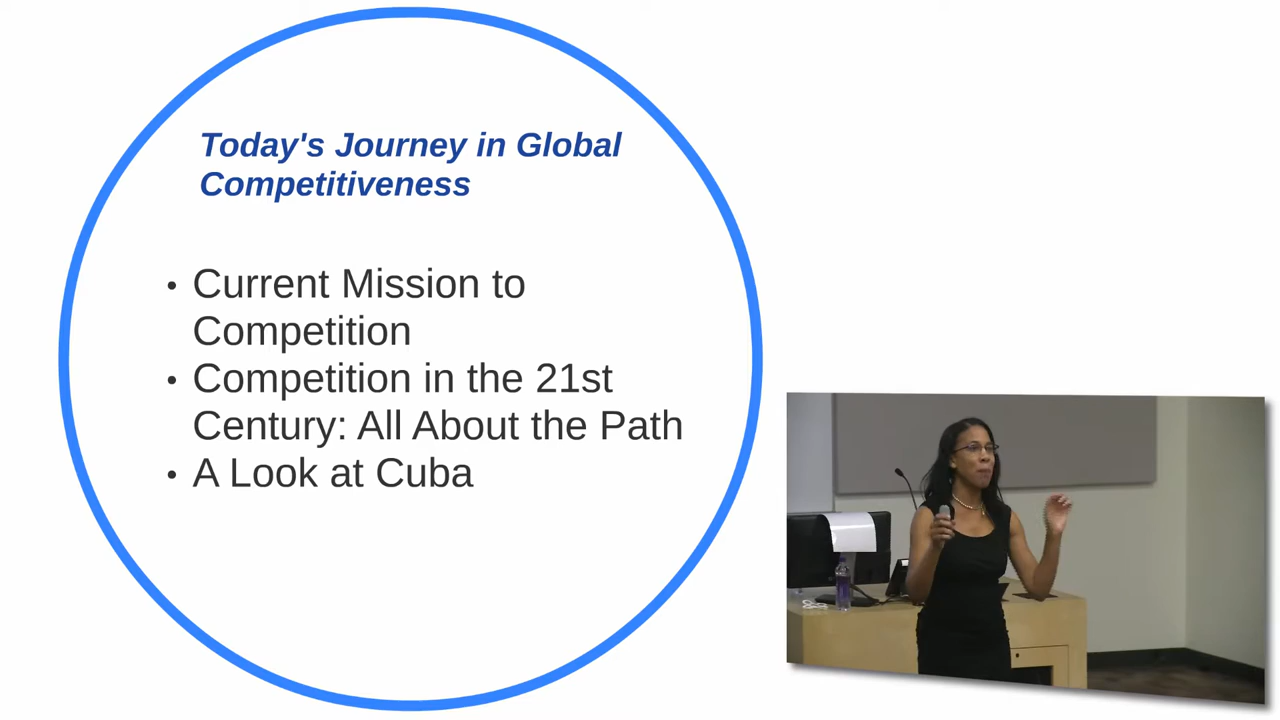 Today's Journey in Global
Competitiveness
• Current Mission to
Competition
• Competition in the 21st
Century: All About the Path
• A Look at Cuba